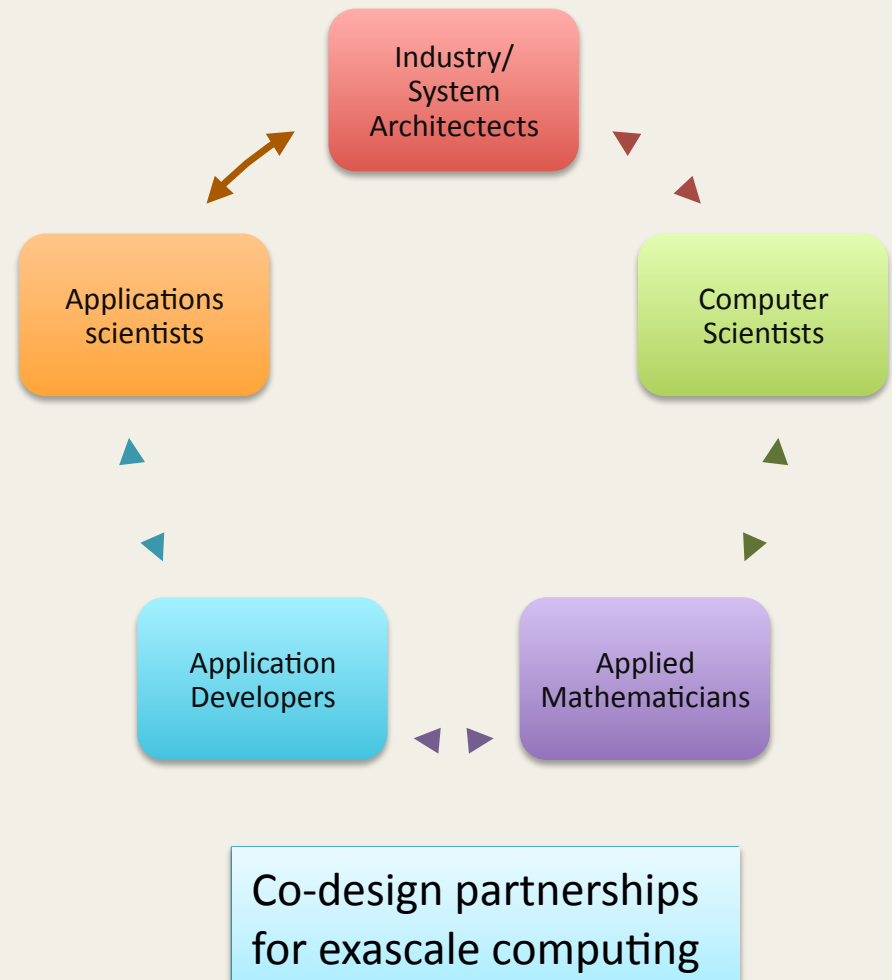 Industry/
System
Architectects
Applications
scientists
Computer
Scientists
Application
Developers
Applied
Mathematicians
Co-design partnerships
for exascale computing